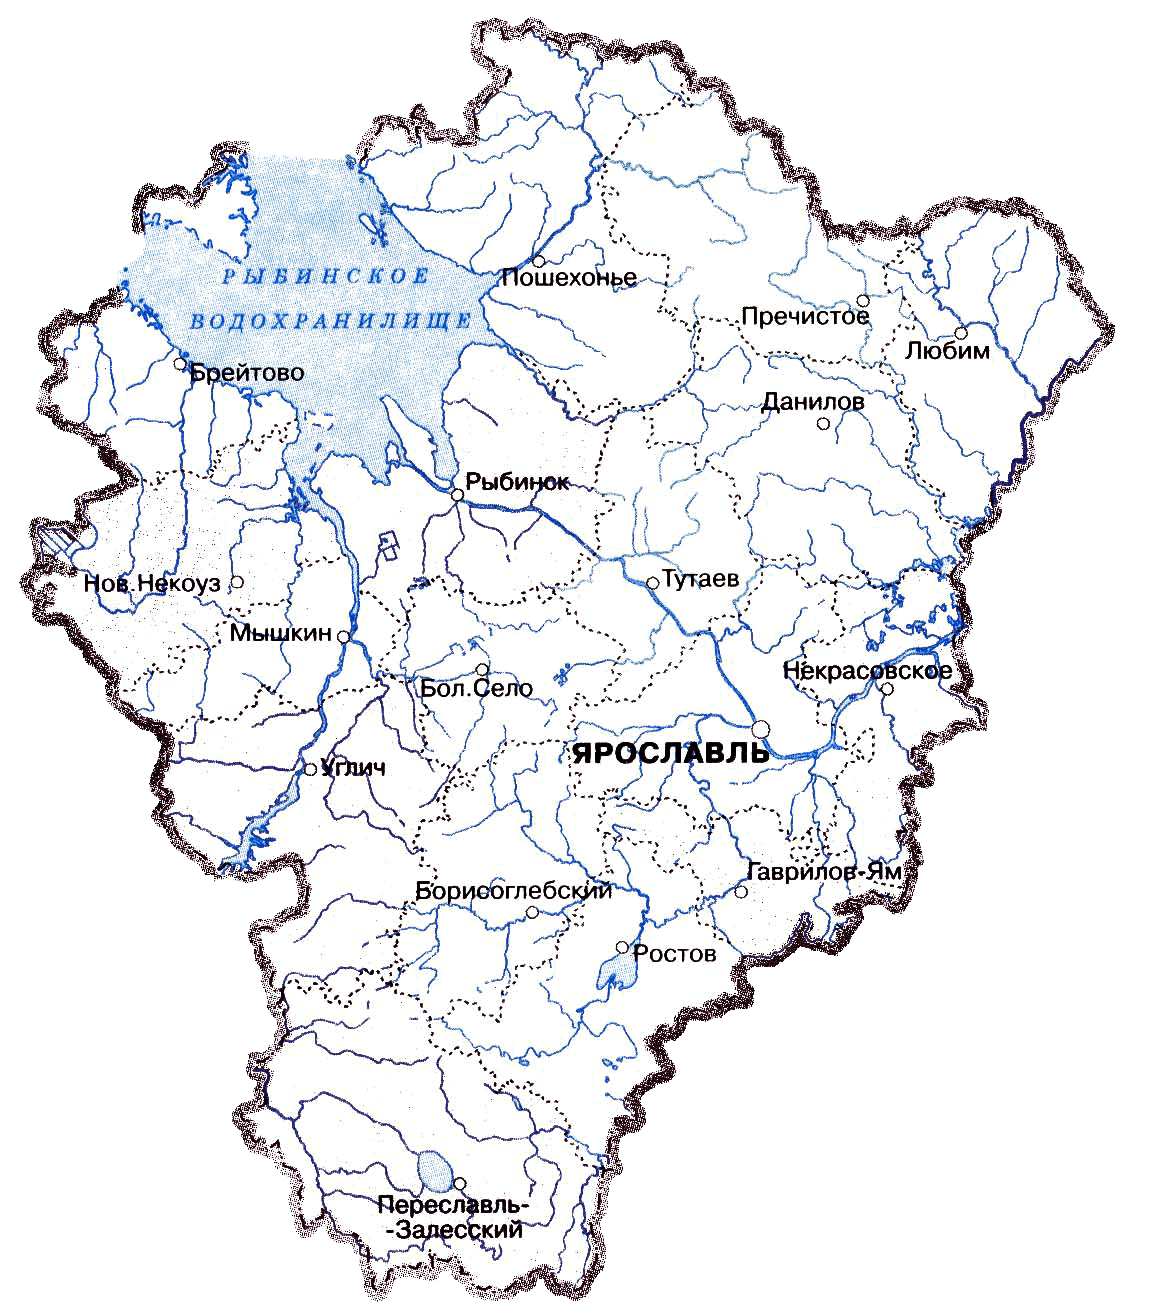 РЫБИНСКОЕ
ВОДОХРАНИЛИЩЕ
Пошехонье
Пречистое
Любим
Брейтово
Данилов
Рыбинск
Нов.Некоуз
Тутаев
Мышкин
Некрасовское
Бол.Село
ЯРОСЛАВЛЬ
Углич
Гаврилов-Ям
Борисоглебский
Ростов
Переславль-
-Залесский